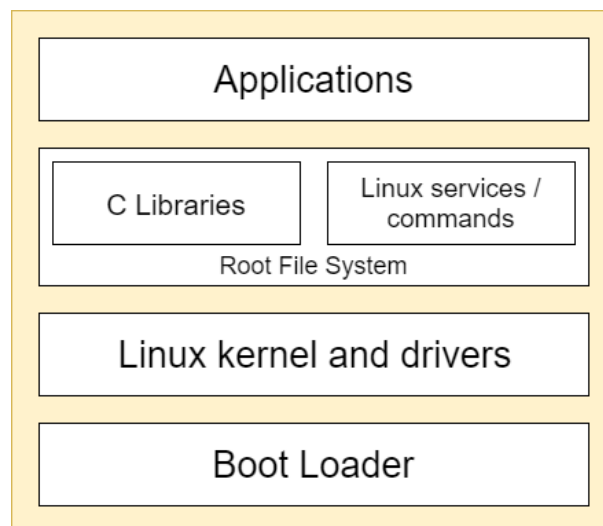 Applications
C Libraries
Linux services /
commands
Root File System
Linux kernel and drivers
Boot Loader